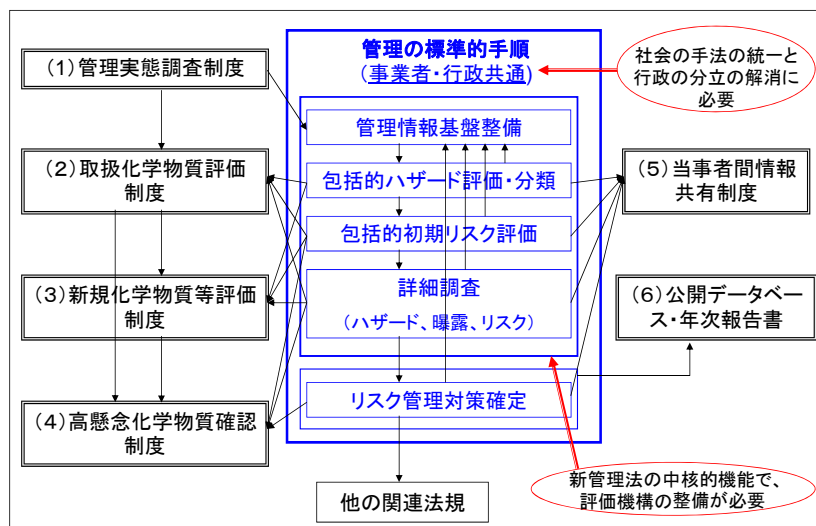 管理の標準的手順
(事業者・行政共通)
社会の手法の統一と
行政の分立の解消に
必要
(1)管理実態調査制度
管理情報基盤整備
(2)取扱化学物質評価
制度
包括的ハザード評価・分類
(5)当事者間情報
共有制度
包括的初期リスク評価
(3)新規化学物質等評価
制度
詳細調査
(ハザード、曝露、リスク)
(6)公開データベー
ス・年次報告書
(4)高懸念化学物質確認
制度
リスク管理対策確定
新管理法の中核的機能で、
評価機構の整備が必要
他の関連法規